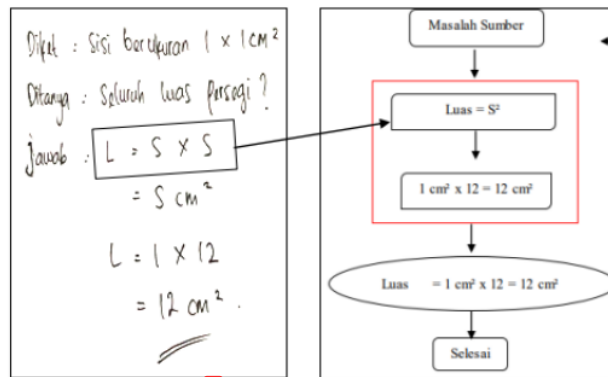 Diket : Sisi berukuran 1 x 1 cm²
Ditanya : Seluruh luas persegi?
Jawab : L = S x S
= S cm²
L = 1 x 12
= 12 cm².
Masalah Sumber
Luas = S²
1 cm² x 12 = 12 cm²
Luas = 1 cm² x 12 = 12 cm²
Selesai